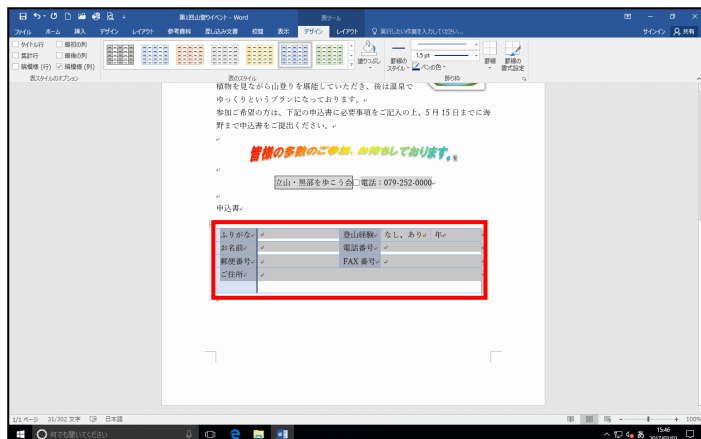 第1回山登りイベント - Word
表ツール
ファイル ホーム 挿入 デザイン レイアウト 参考資料 差し込み文書 校閲 表示 デザイン レイアウト 実行したい作業を入力してください...
サインイン 共有
タイトル行 最初の列
集計行 最後の列
縞模様 (行) 縞模様 (列)
表スタイルのオプション
表のスタイル
塗りつぶし
罫線の
スタイル
1.5 pt
ペンの色
罫線
罫線の
書式設定
飾り枠
植物を見ながら山登りを堪能していただき、後は温泉で
ゆっくりというプランになっております。
参加ご希望の方は、下記の申込書に必要事項をご記入の上、5 月 15 日までに海
野まで申込書をご提出ください。
皆様の多数のご参加、お待ちしております。
立山・黒部を歩こう会□電話：079-252-0000
申込書
ふりがな 登山経験 なし、あり 年
お名前 電話番号
郵便番号 FAX 番号
ご住所
1/1 ページ 31/302 文字 日本語
100%
何でも聞いてください
あ
15:46
2017/03/01